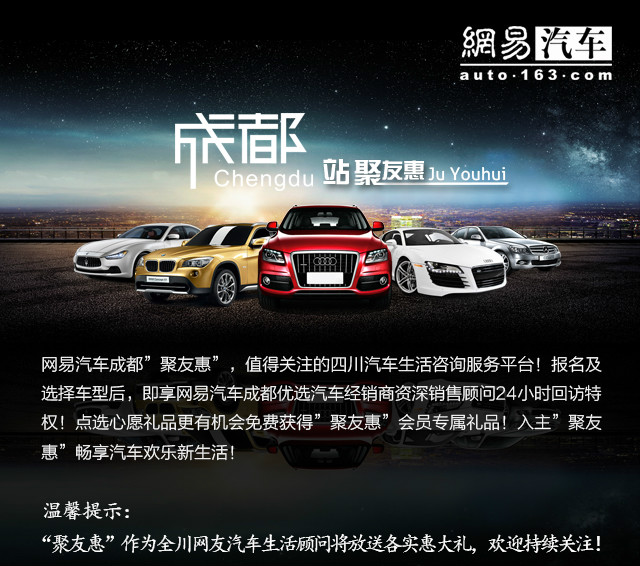 網易汽车
auto·163·com
成都
Chengdu
站 聚友惠 Ju Youhui
网易汽车成都”聚友惠”，值得关注的四川汽车生活咨询服务平台！报名及
选择车型后，即享网易汽车成都优选汽车经销商资深销售顾问24小时回访特
权！点选心愿礼品更有机会免费获得”聚友惠”会员专属礼品！入主”聚友
惠”畅享汽车欢乐新生活！
温馨提示：
“聚友惠”作为全川网友汽车生活顾问将放送各实惠大礼，欢迎持续关注！